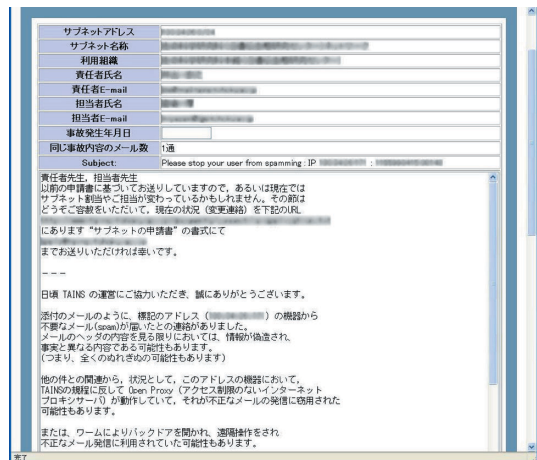 サブネットアドレス
サブネット名称
利用組織
責任者氏名
責任者E-mail
担当者氏名
担当者E-mail
事故発生年月日
同じ事故内容のメール数 1通
Subject: Please stop your user from spamming : IP :
責任者先生，担当者先生
以前の申請書に基づいてお送りしていますので，あるいは現在では
サブネット割当やご担当が変わっているかもしれません。その節は
どうぞご容赦をいただいて，現在の状況（変更連絡）を下記のURL
にあります “サブネットの申請書” の書式にて
までお送りいただければ幸いです。
---
日頃 TAINS の運営にご協力いただき、誠にありがとうございます。
添付のメールのように、標記のアドレス（ ）の機器から
不要なメール(spam)が届いたとの連絡がありました。
メールのヘッダの内容を見る限りにおいては、情報が偽造され、
事実と異なる内容である可能性もあります。
(つまり、全くのぬれぎぬの可能性もあります)
他の件との関連から，状況として，このアドレスの機器において，
TAINSの規程に反して Open Proxy（アクセス制限のないインターネット
プロキシサーバ）が動作していて，それが不正なメールの発信に窃用された
可能性もあります。
または、ワームによりバックドアを開かれ、遠隔操作をされ
不正なメール発信に利用されていた可能性もあります。
完了